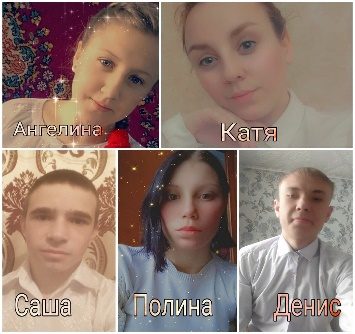 Ангелина
Катя
Саша
Полина
Денис